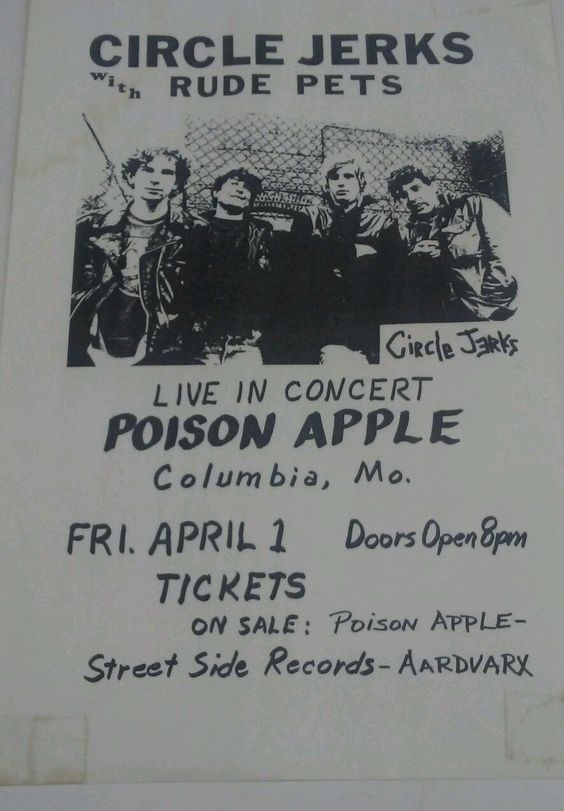 CIRCLE JERKS
with RUDE PETS
Circle Jerks
LIVE IN CONCERT
POISON APPLE
Columbia, Mo.
FRI. APRIL 1 Doors Open 8pm
TICKETS
ON SALE: POISON APPLE-
Street Side Records - AARDVARX